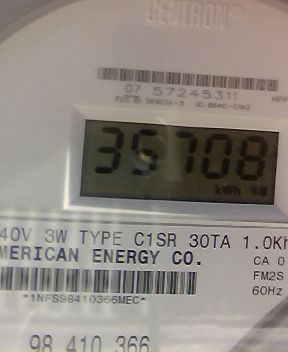 CENTRON®
07 57245311
35708
kWh
40V 3W TYPE C1SR 30TA 1.0Kh
MERICAN ENERGY CO.
CA 0
FM2S
60Hz
*1NFS98410366MEC*
98 410 366